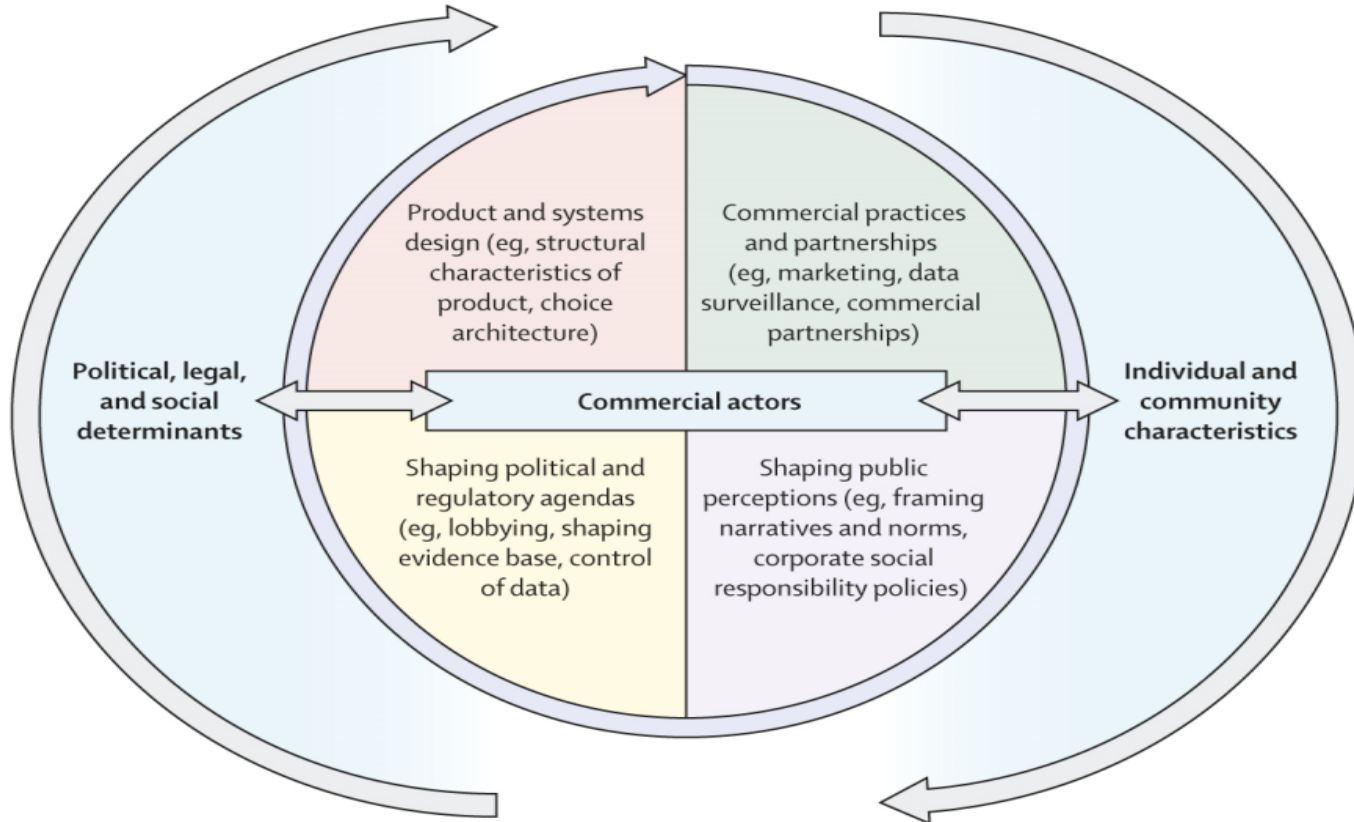 Product and systems
design (eg, structural
characteristics of
product, choice
architecture)
Commercial practices
and partnerships
(eg, marketing, data
surveillance, commercial
partnerships)
Political, legal,
and social
determinants
Commercial actors
Individual and
community
characteristics
Shaping political and
regulatory agendas
(eg, lobbying, shaping
evidence base, control
of data)
Shaping public
perceptions (eg, framing
narratives and norms,
corporate social
responsibility policies)